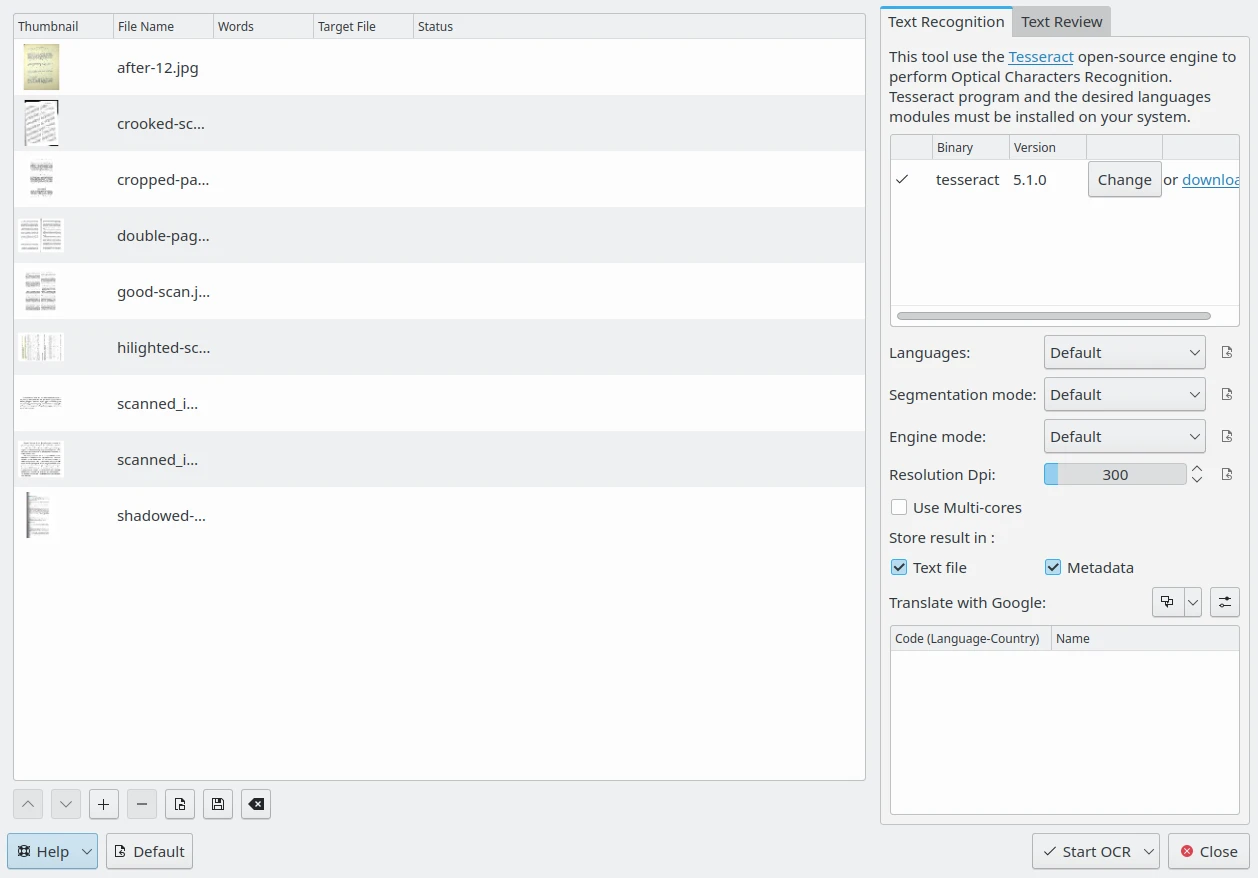 Thumbnail File Name Words Target File Status
after-12.jpg
crooked-sc...
cropped-pa...
double-pag...
good-scan.j...
hilighted-sc...
scanned_i...
scanned_i...
shadowed-...
Help Default
Text Recognition Text Review
This tool use the Tesseract open-source engine to
perform Optical Characters Recognition.
Tesseract program and the desired languages
modules must be installed on your system.
Binary Version
tesseract 5.1.0 Change or downloa
Languages: Default
Segmentation mode: Default
Engine mode: Default
Resolution Dpi: 300
Use Multi-cores
Store result in :
Text file Metadata
Translate with Google:
Code (Language-Country) Name
Start OCR Close